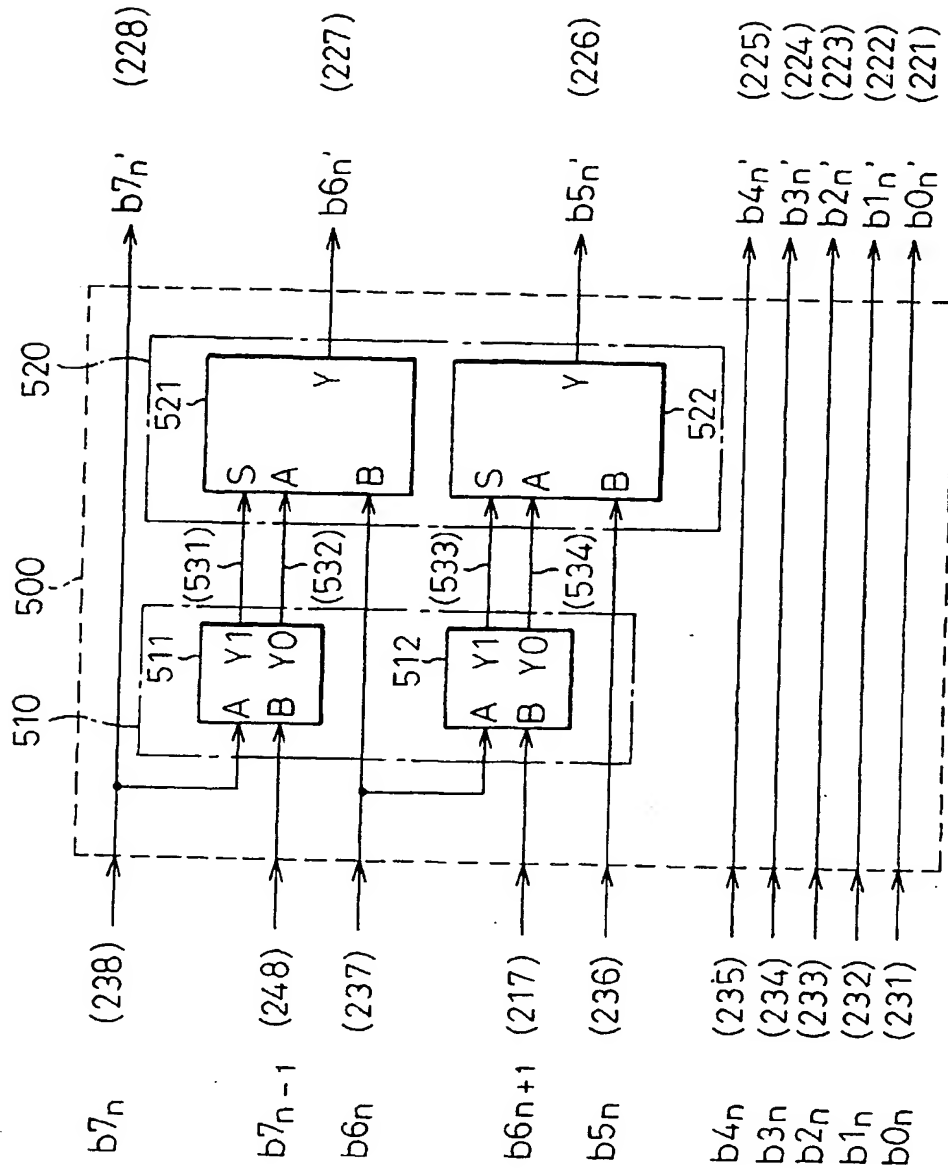 500
510
520
b7n (238) b7n' (228)
511
A Y1
B Y0
(531)
(532)
521
S
A Y
B
b7n-1 (248)
b6n (237) b6n' (227)
512
A Y1
B Y0
(533)
(534)
S
A Y
B
522
b6n+1 (217)
b5n (236) b5n' (226)
b4n (235) b4n' (225)
b3n (234) b3n' (224)
b2n (233) b2n' (223)
b1n (232) b1n' (222)
b0n (231) b0n' (221)